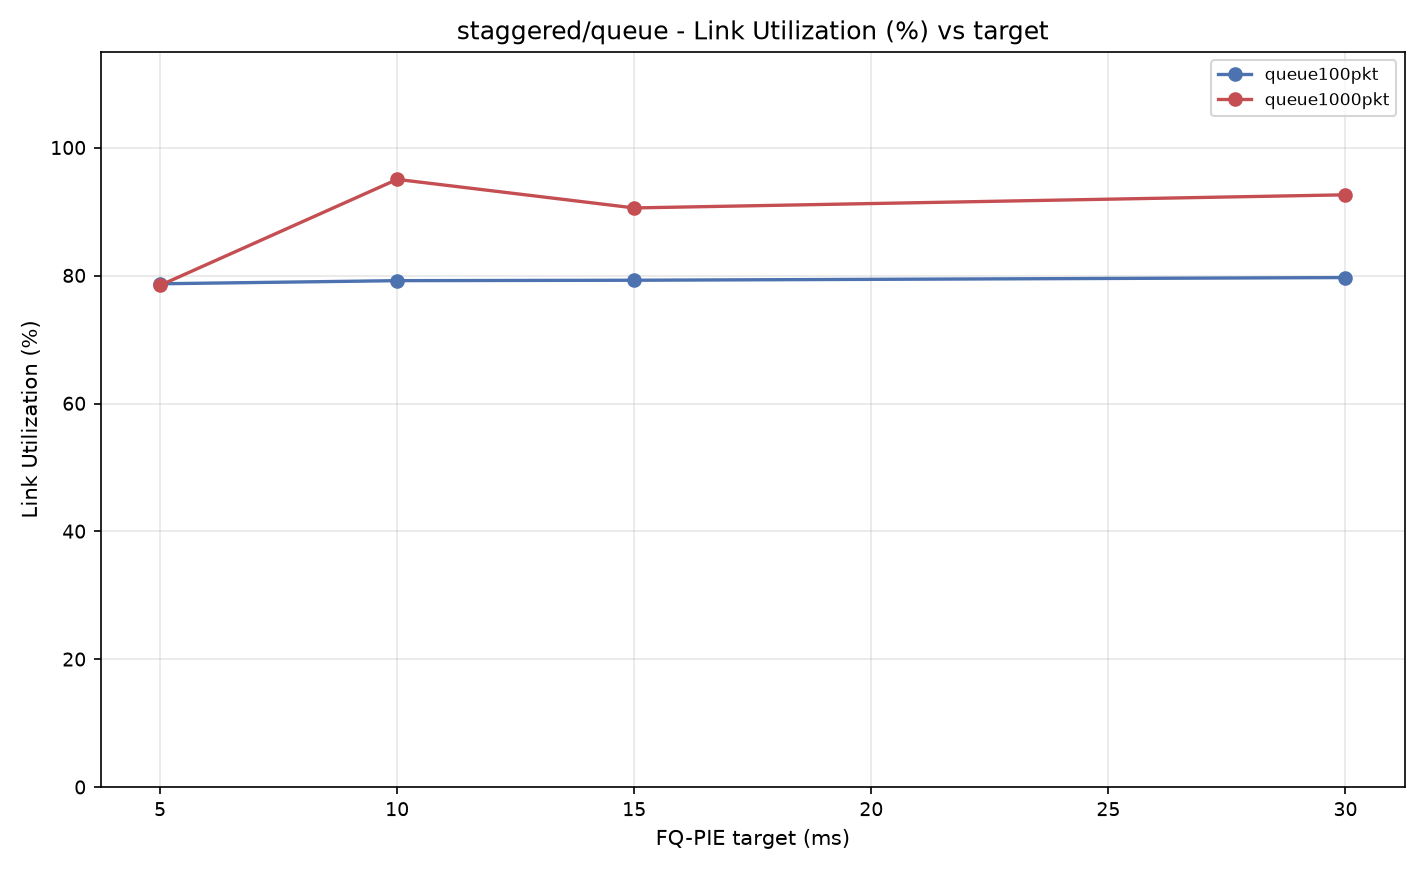 staggered/queue - Link Utilization (%) vs target
queue100pkt
queue1000pkt
Link Utilization (%)
100
80
60
40
20
0
5 10 15 20 25 30
FQ-PIE target (ms)